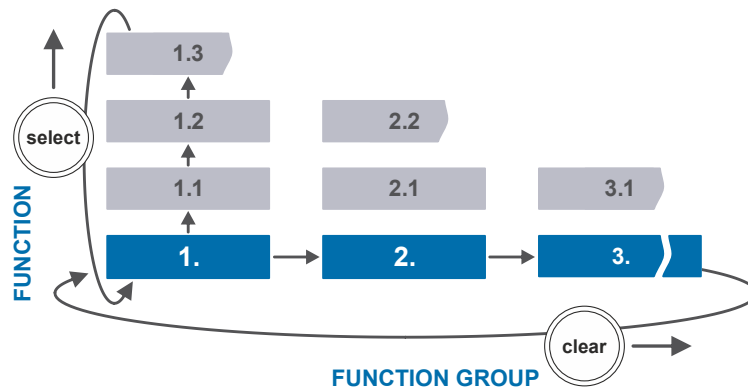 1.3
1.2 2.2
select
1.1 2.1 3.1
FUNCTION
1. 2. 3.
clear
FUNCTION GROUP